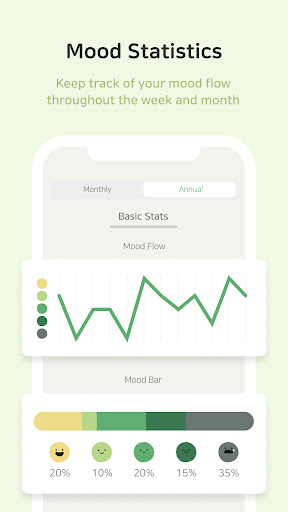 Mood Statistics
Keep track of your mood flow
throughout the week and month
Monthly Annual
Basic Stats
Mood Flow
Mood Bar
20% 10% 20% 15% 35%